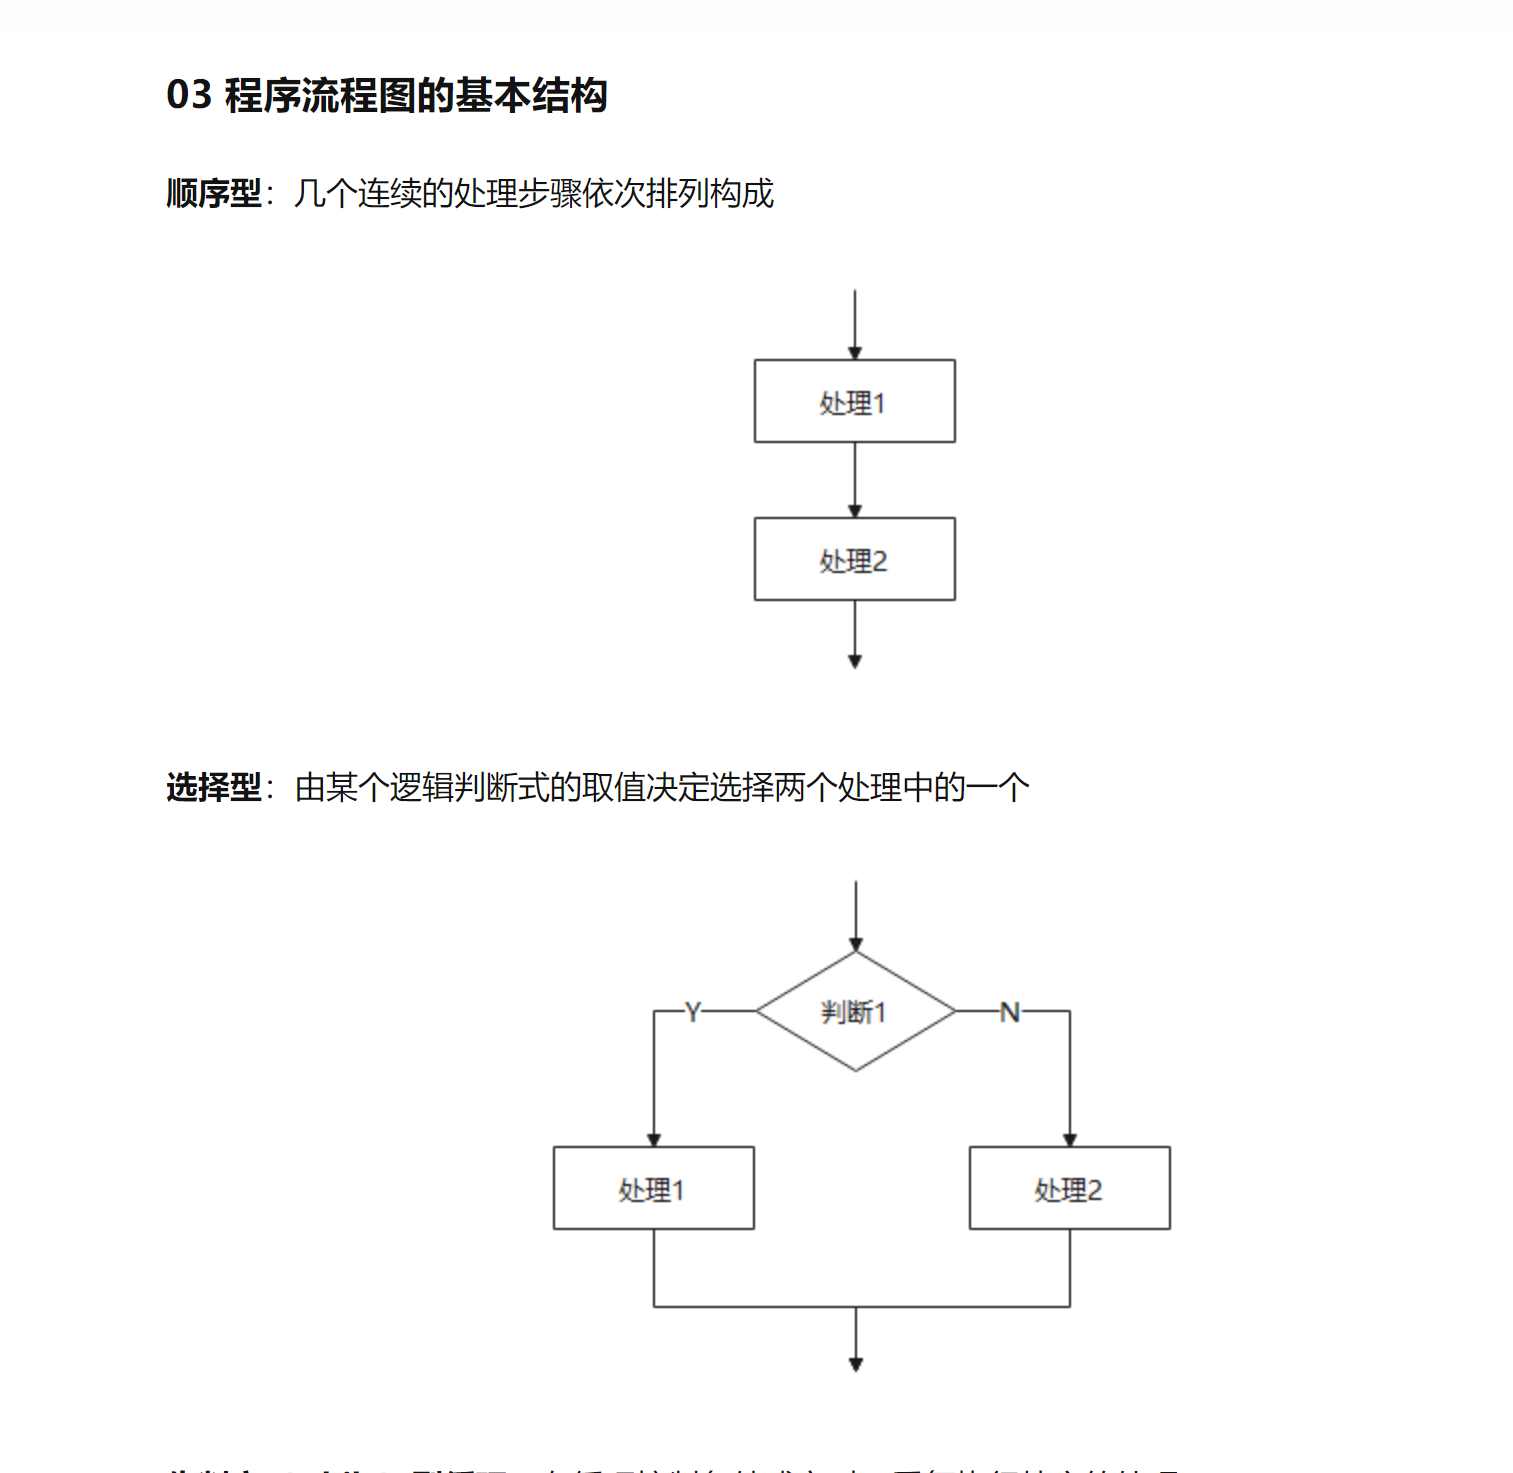 03 程序流程图的基本结构
顺序型：几个连续的处理步骤依次排列构成
处理1
处理2
选择型：由某个逻辑判断式的取值决定选择两个处理中的一个
判断1
Y
N
处理1
处理2